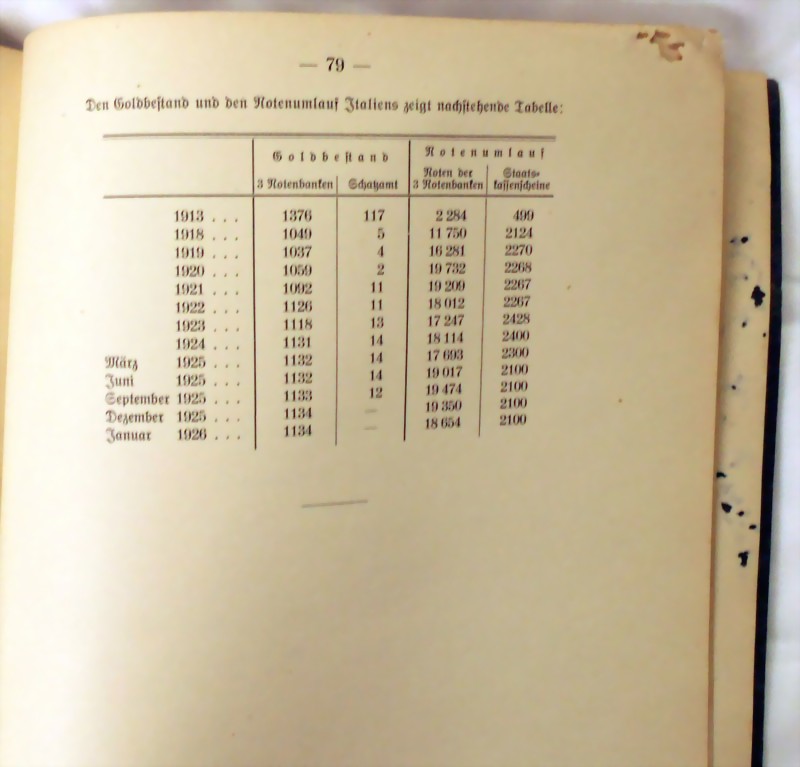 — 79 —
Den Goldbestand und den Notenumlauf Italiens zeigt nachstehende Tabelle:
Goldbestand Notenumlauf
3 Notenbanken Schatzamt Noten der 3 Notenbanken Staats-kassenscheine
1913 . . . 1376 117 2 284 499
1918 . . . 1049 5 11 750 2124
1919 . . . 1037 4 16 281 2270
1920 . . . 1059 2 19 732 2268
1921 . . . 1092 11 19 209 2267
1922 . . . 1126 11 18 012 2267
1923 . . . 1118 13 17 247 2428
1924 . . . 1131 14 18 114 2400
März 1925 . . . 1132 14 17 693 2300
Juni 1925 . . . 1132 14 19 017 2100
September 1925 . . . 1133 12 19 474 2100
Dezember 1925 . . . 1134 — 19 350 2100
Januar 1926 . . . 1134 — 18 654 2100